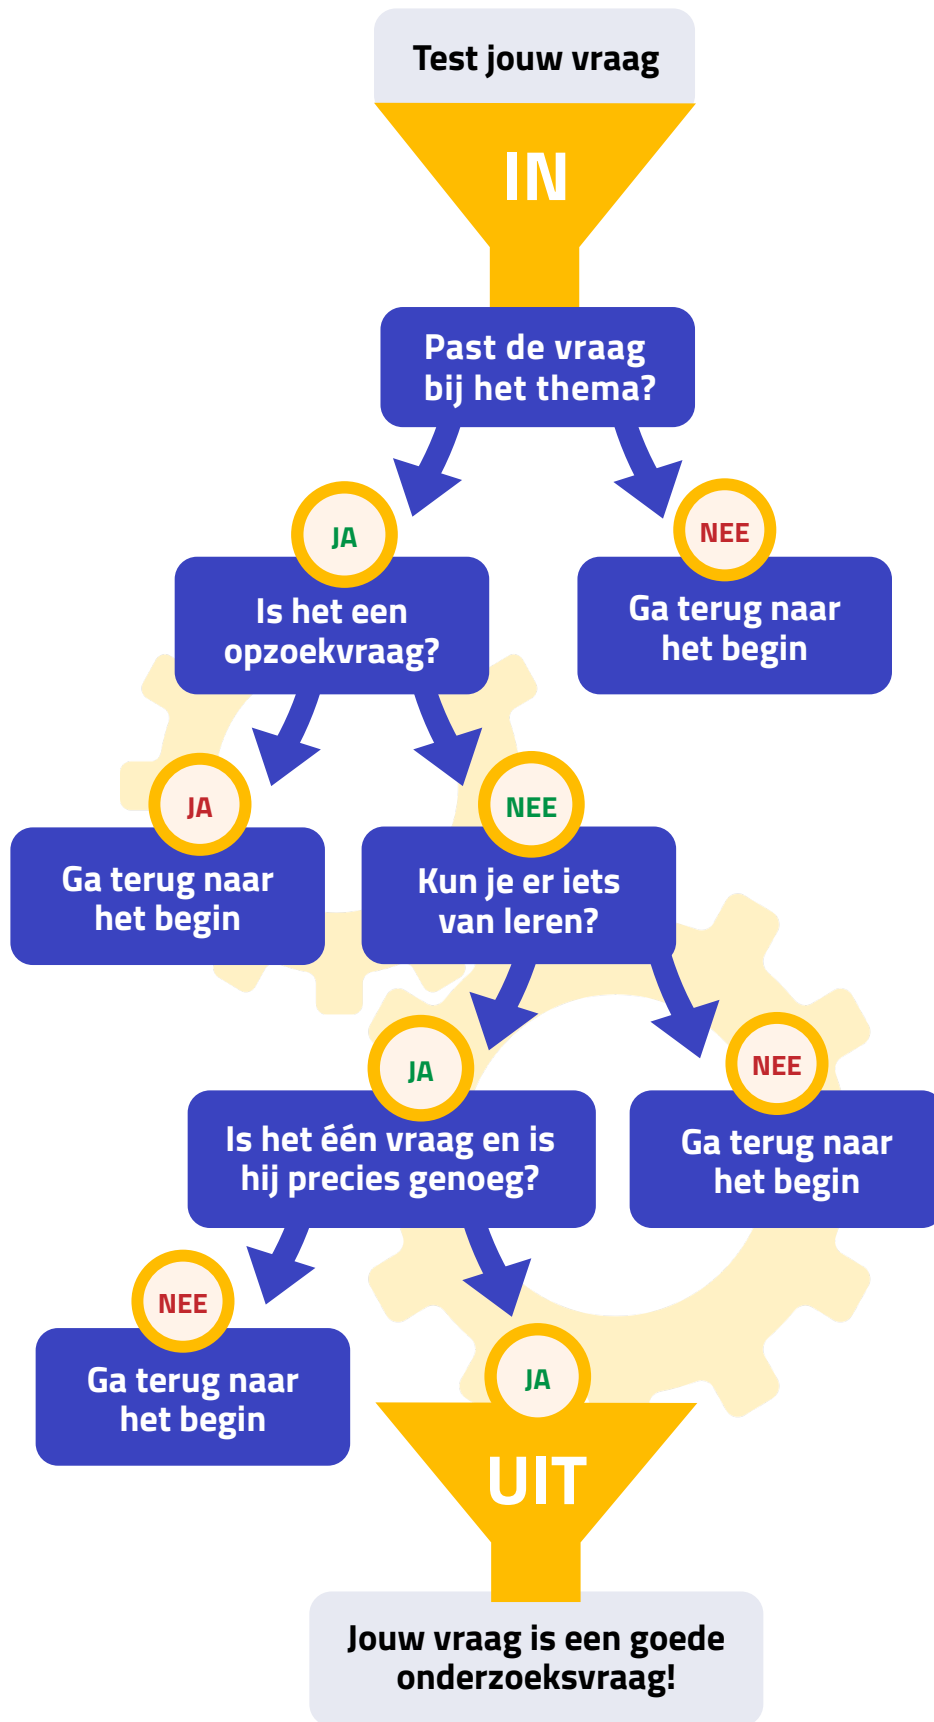 Test jouw vraag
IN
Past de vraag
bij het thema?
JA
NEE
Is het een
opzoekvraag?
Ga terug naar
het begin
JA
NEE
Ga terug naar
het begin
Kun je er iets
van leren?
JA
NEE
Is het één vraag en is
hij precies genoeg?
Ga terug naar
het begin
NEE
JA
Ga terug naar
het begin
UIT
Jouw vraag is een goede
onderzoeksvraag!